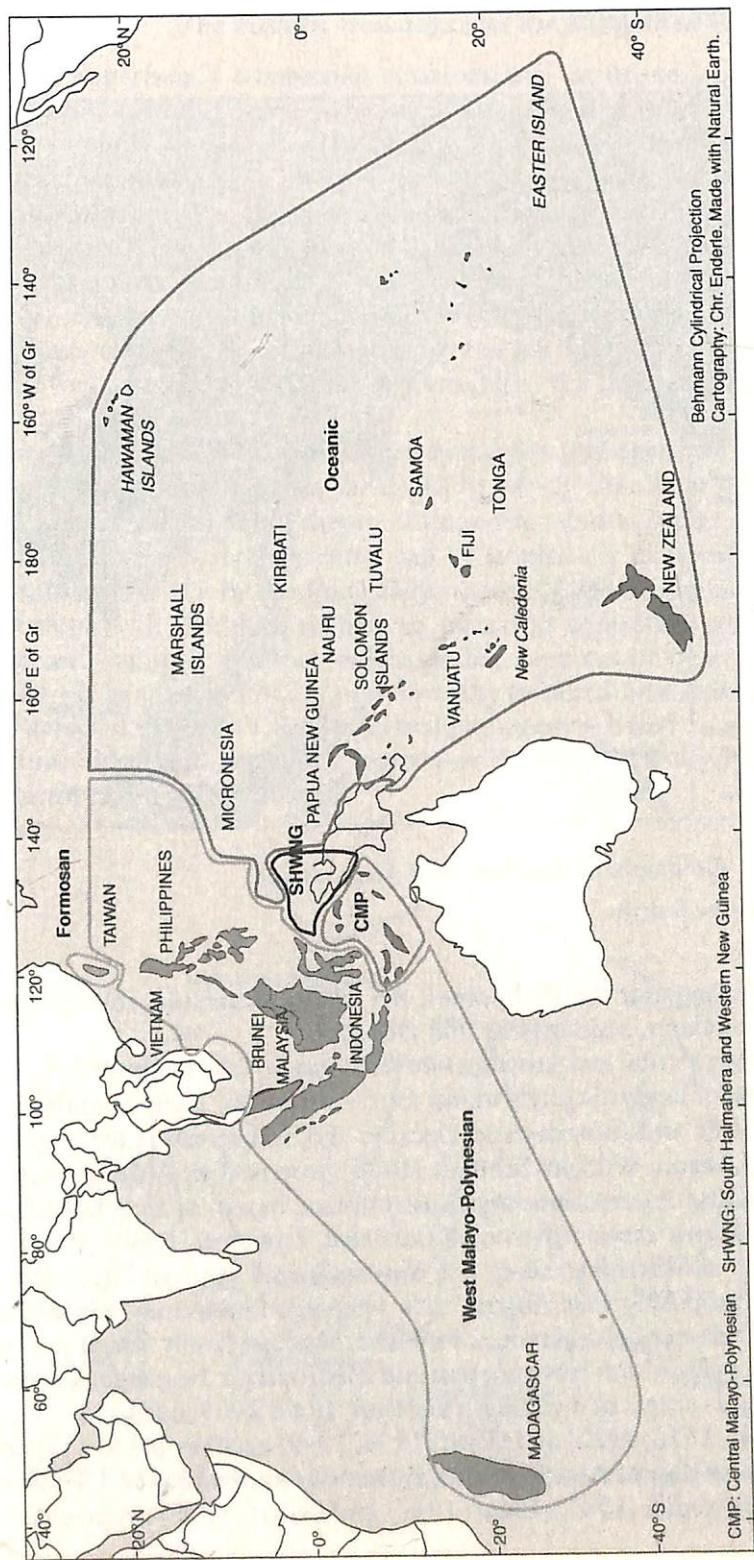 40°
60°
80°
100°
120°
140°
160° E of Gr
180°
160° W of Gr
140°
120°
20°N
0°
20°
40°S
20°N
0°
20°
40° S
Formosan
TAIWAN
PHILIPPINES
VIETNAM
BRUNEI
MALAYSIA
INDONESIA
MICRONESIA
MARSHALL
ISLANDS
HAWAMAN
ISLANDS
KIRIBATI
NAURU
PAPUA NEW GUINEA
SOLOMON
ISLANDS
TUVALU
SHWNG
CMP
Oceanic
SAMOA
FIJI
TONGA
VANUATU
New Caledonia
NEW ZEALAND
EASTER ISLAND
West Malayo-Polynesian
MADAGASCAR
CMP: Central Malayo-Polynesian SHWNG: South Halmahera and Western New Guinea
Behmann Cylindrical Projection
Cartography: Chr. Enderle. Made with Natural Earth.